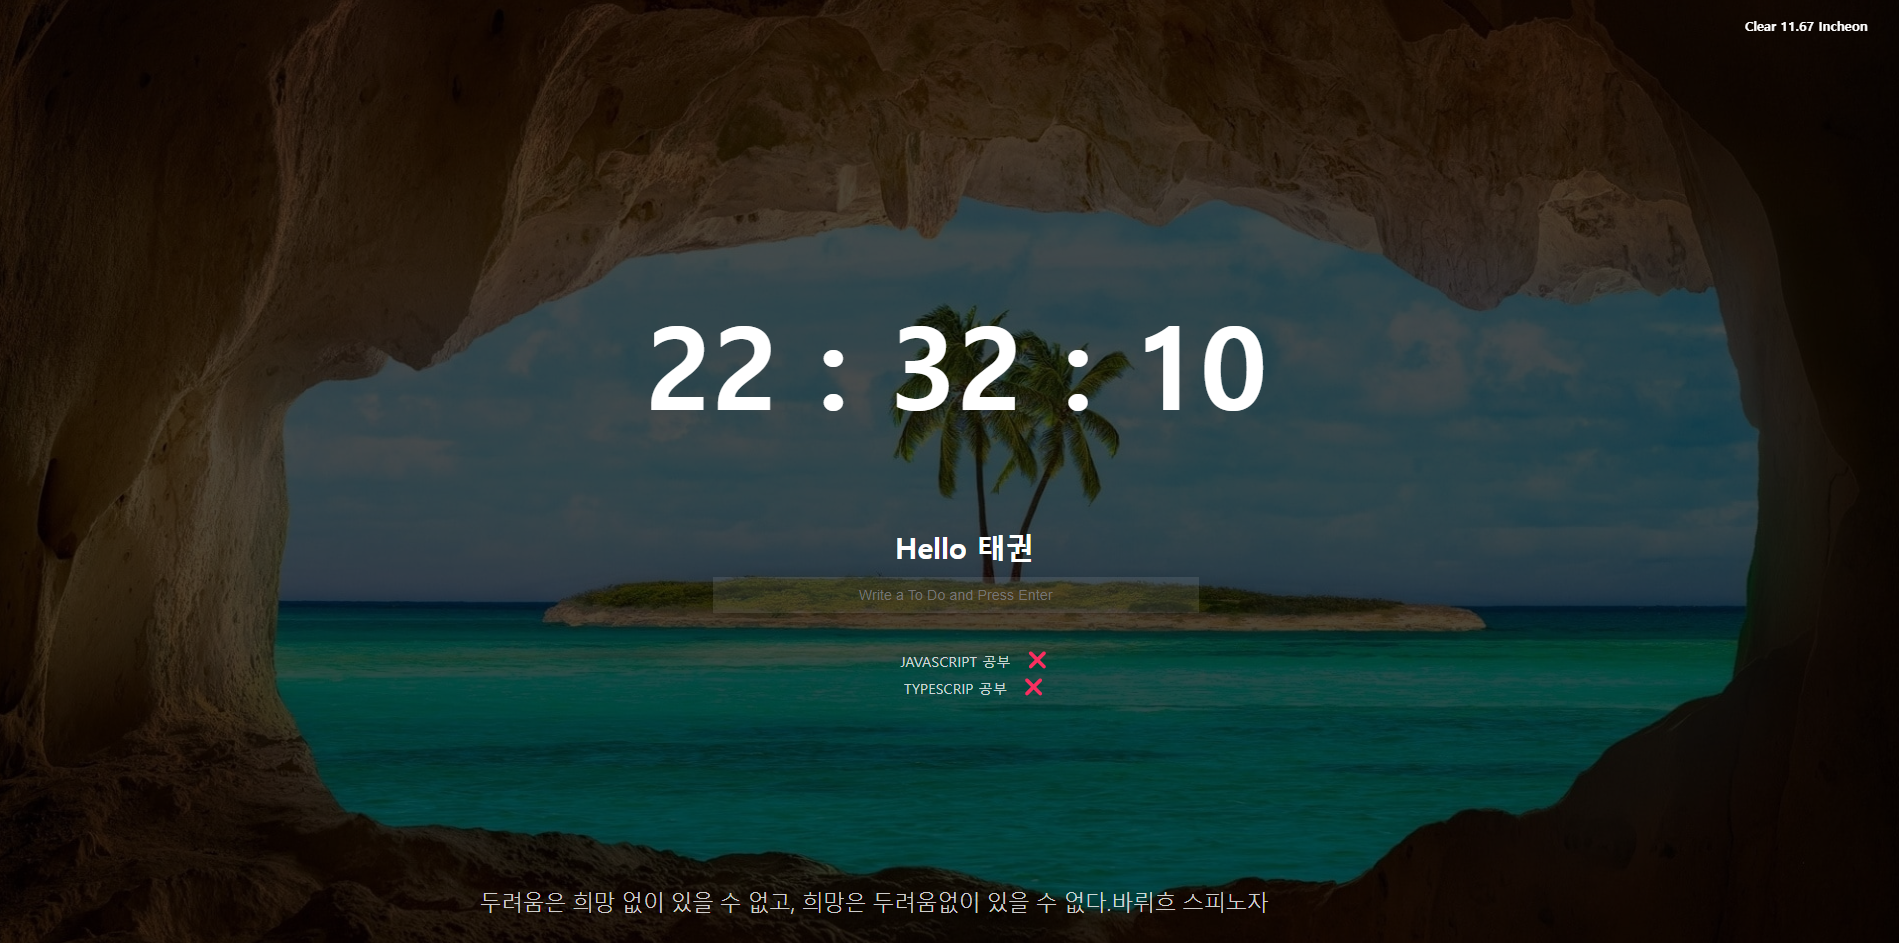 Clear 11.67 Incheon
22 : 32 : 10
Hello 태권
Write a To Do and Press Enter
JAVASCRIPT 공부 ❌
TYPESCRIP 공부 ❌
두려움은 희망 없이 있을 수 없고, 희망은 두려움없이 있을 수 없다.바뤼흐 스피노자